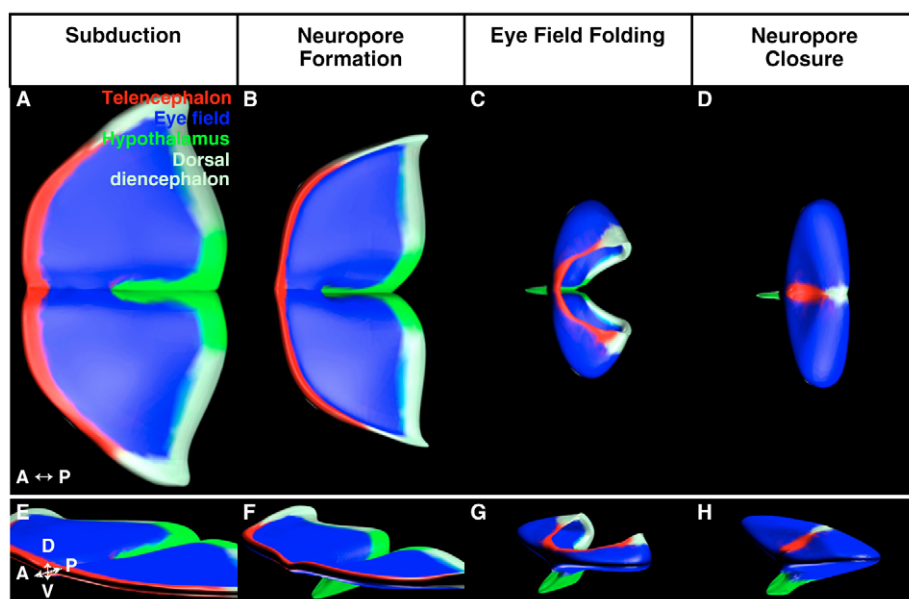 Subduction
Neuropore
Formation
Eye Field Folding
Neuropore
Closure
A
Telencephalon
Eye field
Hypothalamus
Dorsal
diencephalon
B
C
D
A ↔ P
E
D
A
P
V
F
G
H